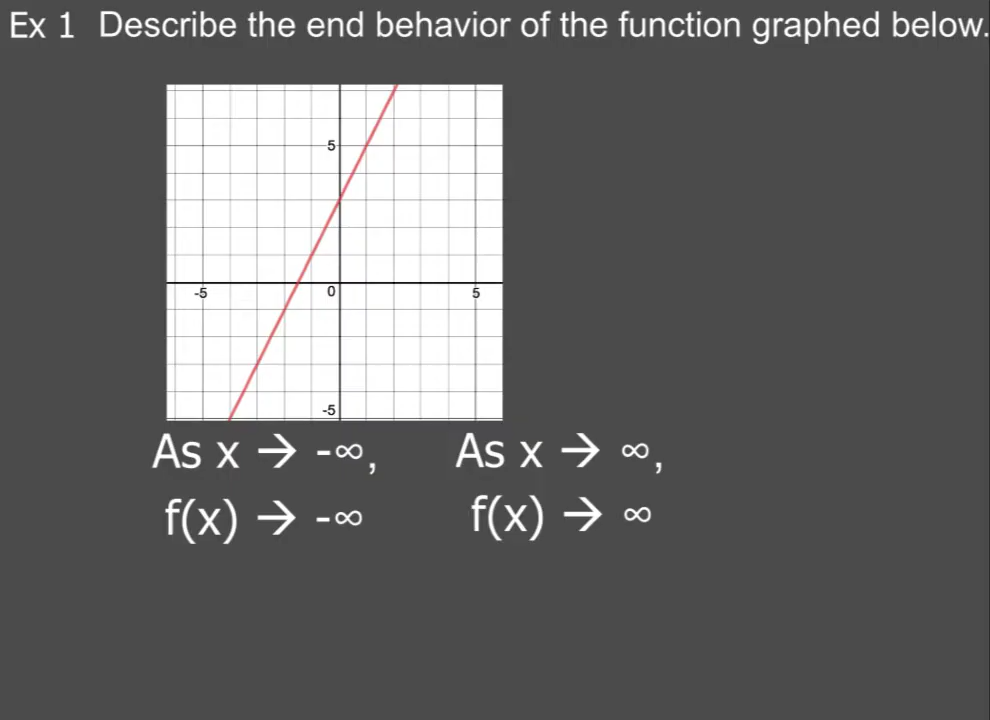 Ex 1 Describe the end behavior of the function graphed below.
5
-5 0 5
-5
As x → -∞, As x → ∞,
f(x) → -∞ f(x) → ∞